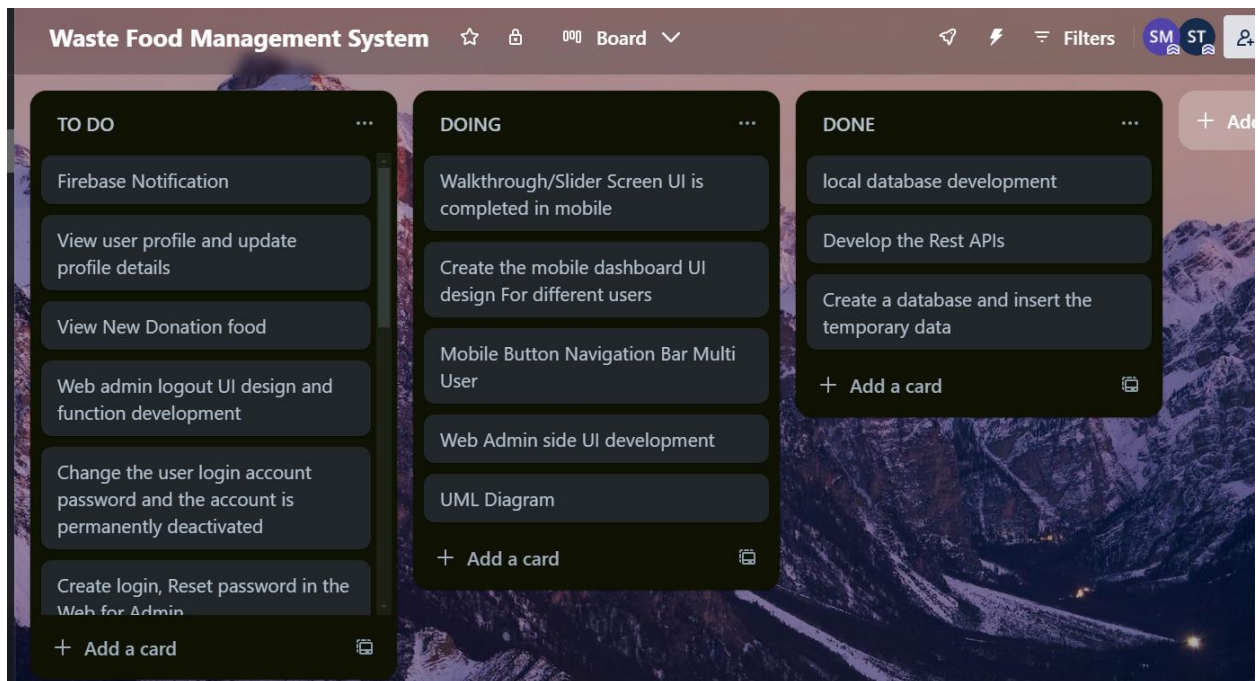 Waste Food Management System
Board
Filters
SM
ST
TO DO
Firebase Notification
View user profile and update
profile details
View New Donation food
Web admin logout UI design and
function development
Change the user login account
password and the account is
permanently deactivated
Create login, Reset password in the
Web for Admin
+ Add a card
DOING
Walkthrough/Slider Screen UI is
completed in mobile
Create the mobile dashboard UI
design For different users
Mobile Button Navigation Bar Multi
User
Web Admin side UI development
UML Diagram
+ Add a card
DONE
local database development
Develop the Rest APIs
Create a database and insert the
temporary data
+ Add a card
+ Add